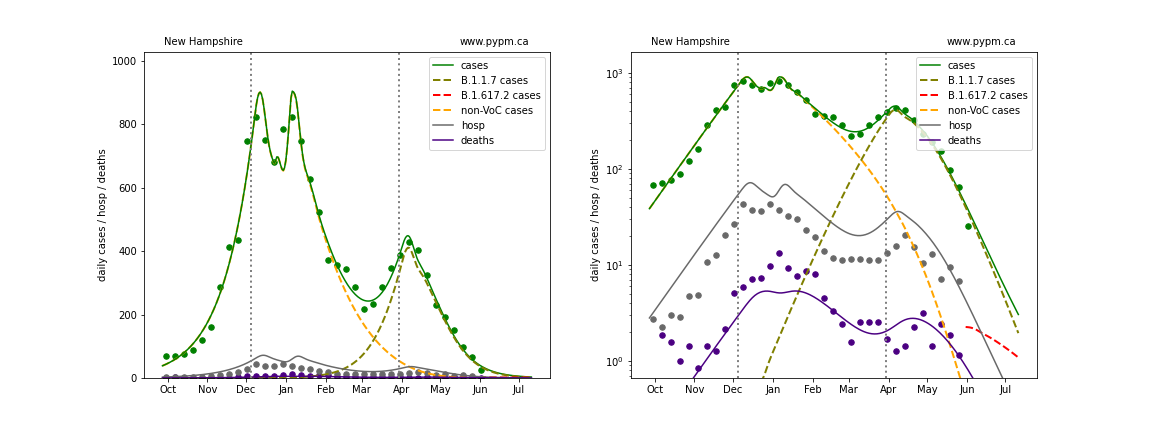 New Hampshire www.pypm.ca
1000
800
600
400
200
0
daily cases / hosp / deaths
Oct Nov Dec Jan Feb Mar Apr May Jun Jul
cases
B.1.1.7 cases
B.1.617.2 cases
non-VoC cases
hosp
deaths
New Hampshire www.pypm.ca
10³
10²
10¹
10⁰
daily cases / hosp / deaths
Oct Nov Dec Jan Feb Mar Apr May Jun Jul
cases
B.1.1.7 cases
B.1.617.2 cases
non-VoC cases
hosp
deaths